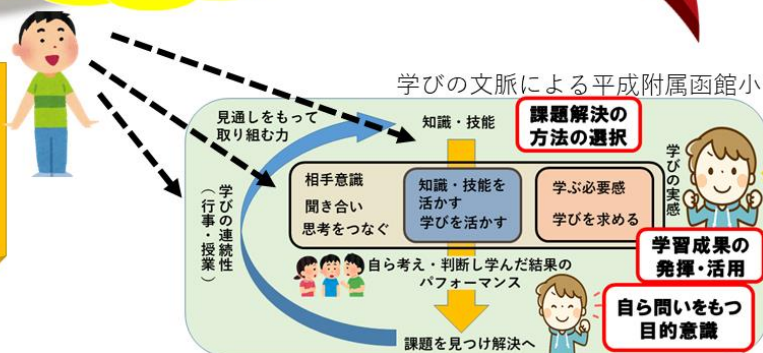 学びの文脈による平成附属函館小
見通しをもって
取り組む力
知識・技能
課題解決の
方法の選択
学びの実感
学びの連続性
（行事・授業）
相手意識
聞き合い
思考をつなぐ
知識・技能を
活かす
学びを活かす
学ぶ必要感
学びを求める
学習成果の
発揮・活用
自ら考え・判断し学んだ結果の
パフォーマンス
自ら問いをもつ
目的意識
課題を見つけ解決へ